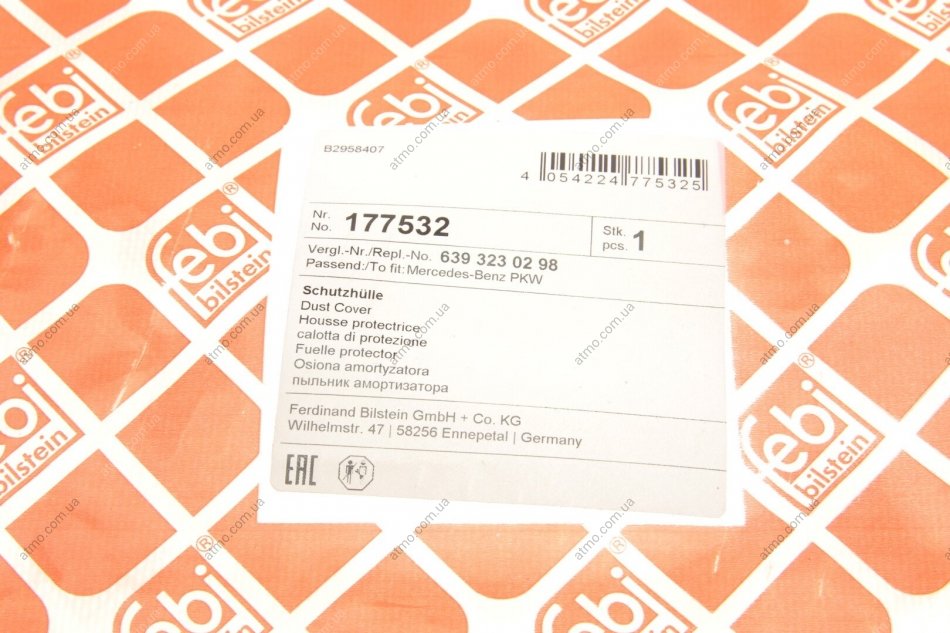 B2958407
4 054224 775325
Nr.
No. 177532
Stk.
pcs. 1
Vergl.-Nr./Repl.-No. 639 323 02 98
Passend:/To fit: Mercedes-Benz PKW
Schutzhülle
Dust Cover
Housse protectrice
calotta di protezione
Fuelle protector
Osiona amortyzatora
пыльник амортизатора
Ferdinand Bilstein GmbH + Co. KG
Wilhelmstr. 47 | 58256 Ennepetal | Germany
EAC
febi
bilstein
®
atmo.com.ua